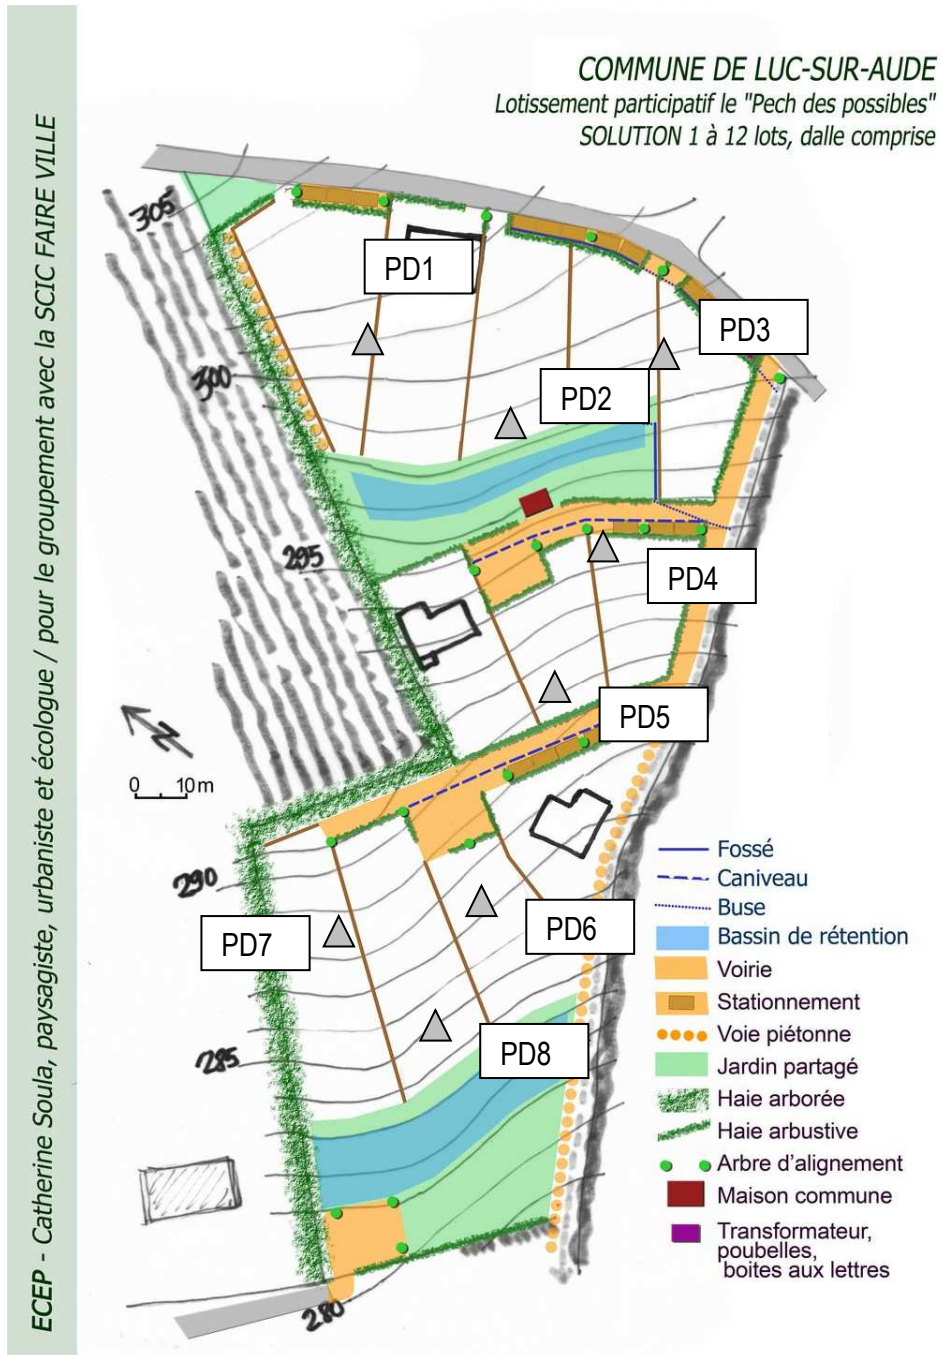 COMMUNE DE LUC-SUR-AUDE
Lotissement participatif le "Pech des possibles"
SOLUTION 1 à 12 lots, dalle comprise
ECEP - Catherine Soula, paysagiste, urbaniste et écologue / pour le groupement avec la SCIC FAIRE VILLE
305
PD1
PD3
300
PD2
295
PD4
PD5
N
0 10m
290
PD7
PD6
285
PD8
280
Fossé
Caniveau
Buse
Bassin de rétention
Voirie
Stationnement
Voie piétonne
Jardin partagé
Haie arborée
Haie arbustive
Arbre d'alignement
Maison commune
Transformateur,
poubelles,
boites aux lettres